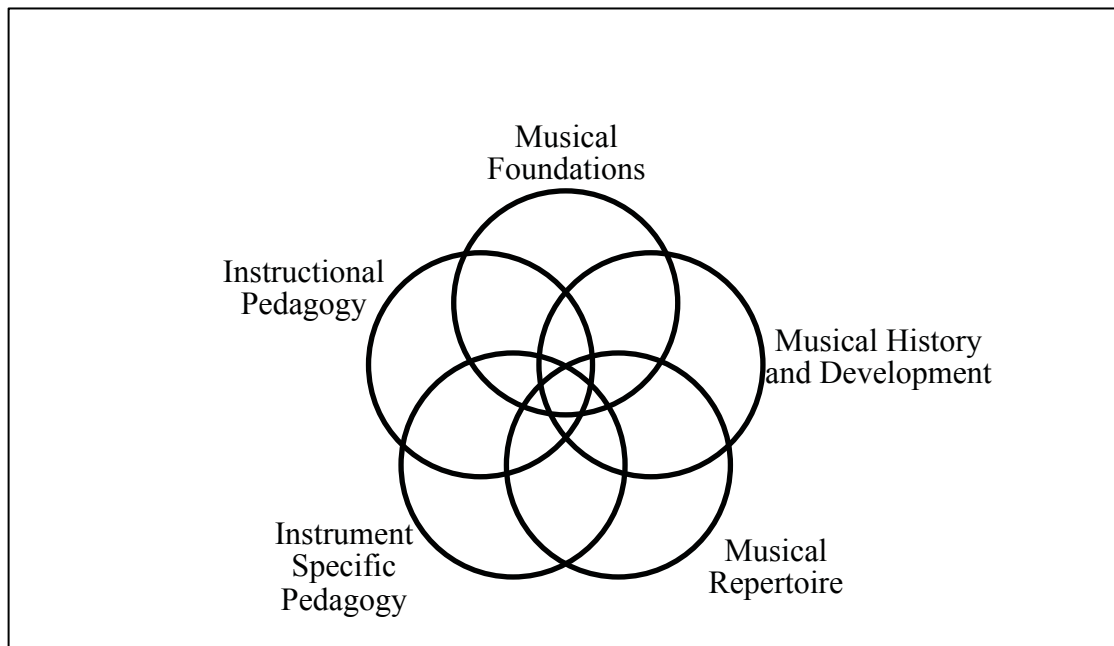 Musical
Foundations
Instructional
Pedagogy
Musical History
and Development
Instrument
Specific
Pedagogy
Musical
Repertoire